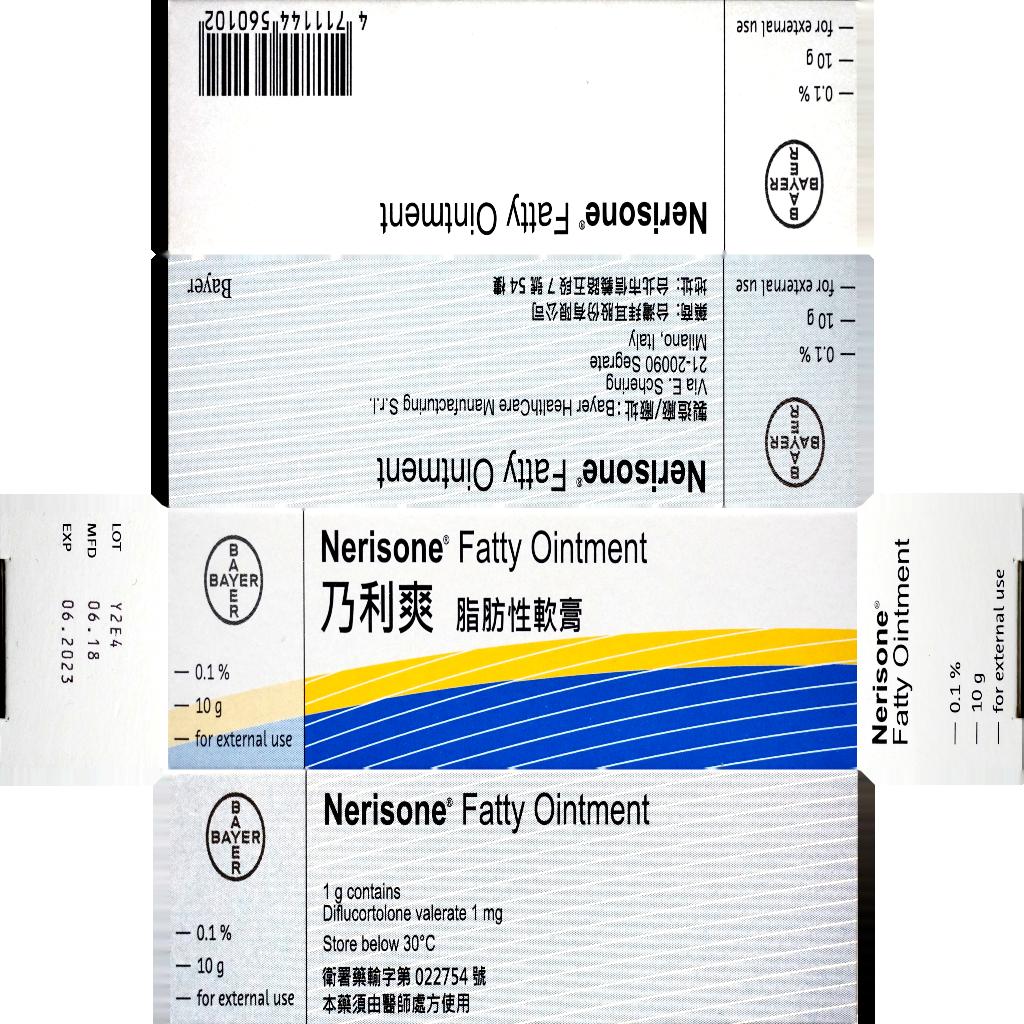 4 711144 560102
Nerisone® Fatty Ointment
BAYER
BAYER
0.1 %
10 g
for external use
Nerisone® Fatty Ointment
製造廠/廠址:Bayer HealthCare Manufacturing S.r.l.
Via E. Schering
21-20090 Segrate
Milano, Italy
藥商: 台灣拜耳股份有限公司
地址: 台北市信義路五段 7 號 54 樓
Bayer
BAYER
BAYER
0.1 %
10 g
for external use
LOT Y2E4
MFD 06.18
EXP 06.2023
BAYER
BAYER
Nerisone® Fatty Ointment
乃利爽 脂肪性軟膏
0.1 %
10 g
for external use
Nerisone®
Fatty Ointment
0.1 %
10 g
for external use
BAYER
BAYER
Nerisone® Fatty Ointment
1 g contains
Diflucortolone valerate 1 mg
Store below 30°C
衛署藥輸字第 022754 號
本藥須由醫師處方使用
0.1 %
10 g
for external use